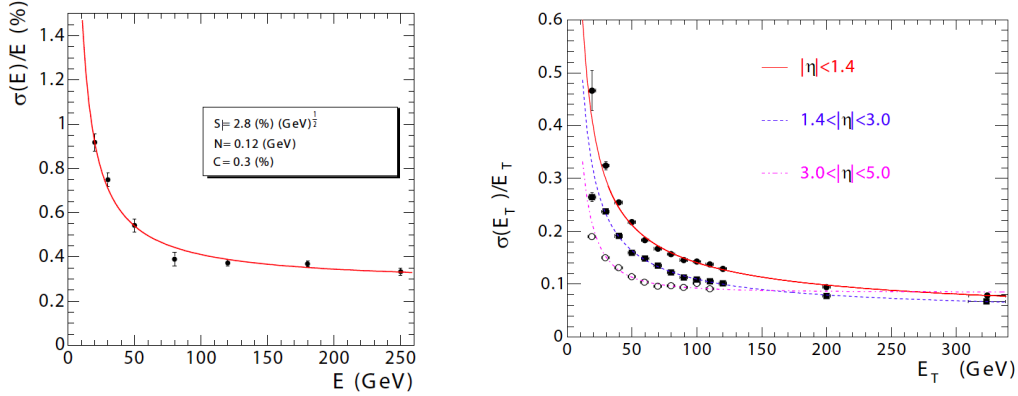 σ(E)/E (%)
1.4
1.2
1
0.8
0.6
0.4
0.2
0
0 50 100 150 200 250
E (GeV)
S = 2.8 (%) (GeV)^1/2
N= 0.12 (GeV)
C= 0.3 (%)
σ(E_T)/E_T
0.6
0.5
0.4
0.3
0.2
0.1
0
0 50 100 150 200 250 300
E_T (GeV)
|η|<1.4
1.4<|η|<3.0
3.0<|η|<5.0